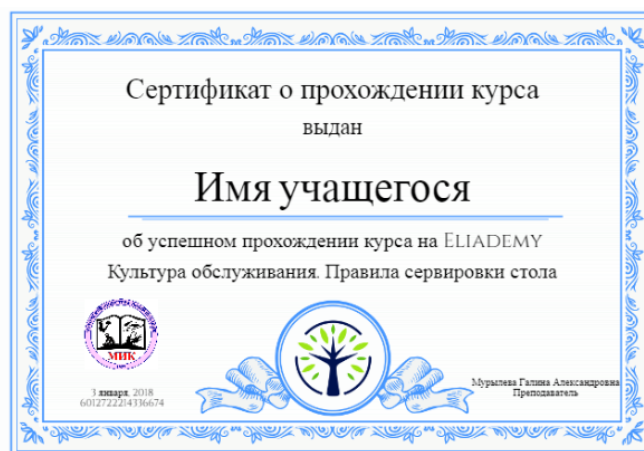 Сертификат о прохождении курса
выдан
Имя учащегося
об успешном прохождении курса на ELIADEMY
Культура обслуживания. Правила сервировки стола
МИК
3 января, 2018
6012722214336674
Мурылева Галина Александровна
Преподаватель